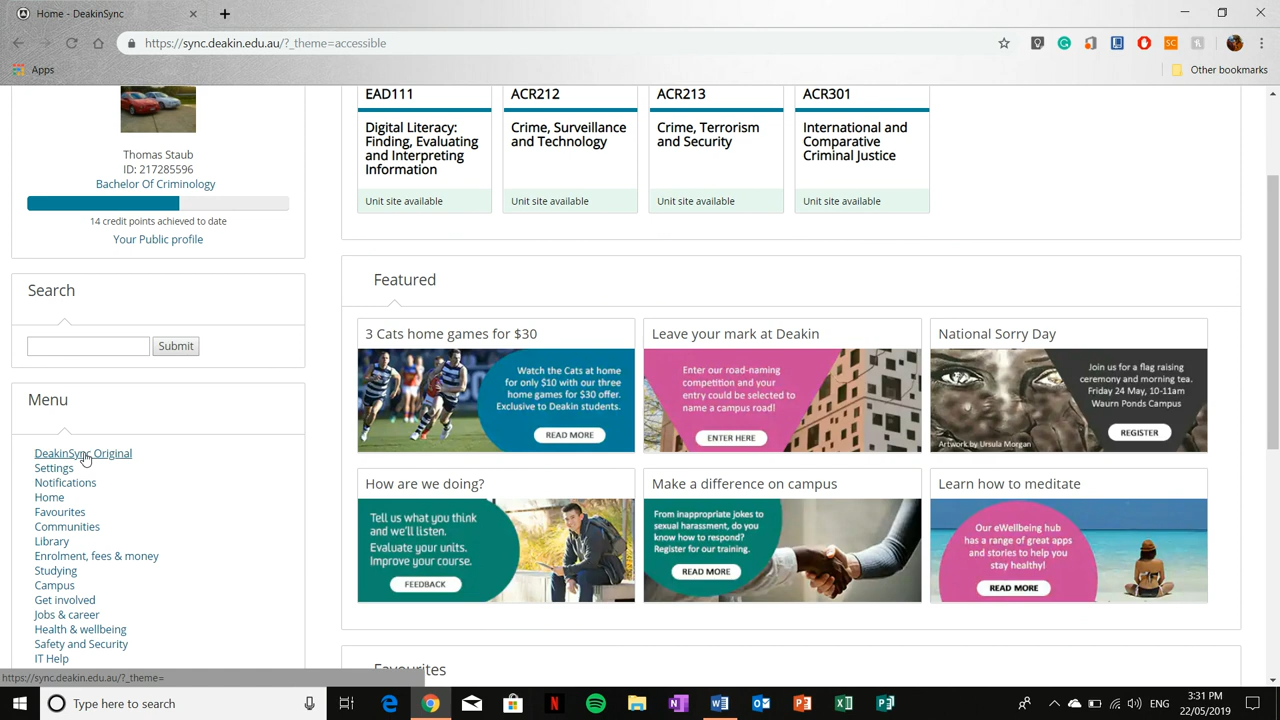 Home - DeakinSync
https://sync.deakin.edu.au/?_theme=accessible
Apps
Other bookmarks
Thomas Staub
ID: 217285596
Bachelor Of Criminology
14 credit points achieved to date
Your Public profile
Search
Submit
Menu
DeakinSync Original
Settings
Notifications
Home
Favourites
Communities
Library
Enrolment, fees & money
Studying
Campus
Get involved
Jobs & career
Health & wellbeing
Safety and Security
IT Help
EAD111
Digital Literacy:
Finding, Evaluating
and Interpreting
Information
Unit site available
ACR212
Crime, Surveillance
and Technology
Unit site available
ACR213
Crime, Terrorism
and Security
Unit site available
ACR301
International and
Comparative
Criminal Justice
Unit site available
Featured
3 Cats home games for $30
Watch the Cats at home
for only $10 with our three
home games for $30 offer.
Exclusive to Deakin students.
READ MORE
Leave your mark at Deakin
Enter our road-naming
competition and your
entry could be selected to
name a campus road!
ENTER HERE
National Sorry Day
Join us for a flag raising
ceremony and morning tea.
Friday 24 May, 10-11am
Waurn Ponds Campus
REGISTER
Artwork by Ursula Morgan
How are we doing?
Tell us what you think
and we'll listen.
Evaluate your units.
Improve your course.
FEEDBACK
Make a difference on campus
From inappropriate jokes to
sexual harassment, do you
know how to respond?
Register for our training.
READ MORE
Learn how to meditate
Our eWellbeing hub
has a range of great apps
and stories to help you
stay healthy!
READ MORE
Favourites
https://sync.deakin.edu.au/?_theme=
Type here to search
ENG
3:31 PM
22/05/2019